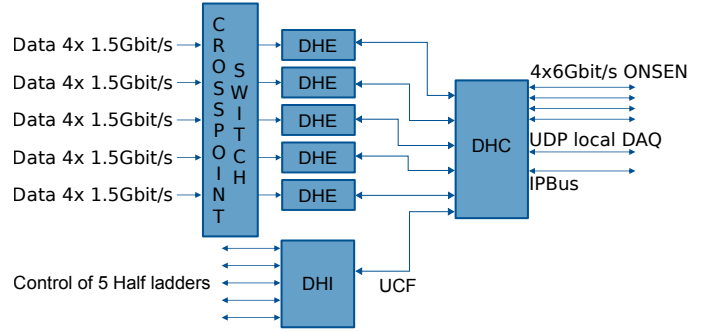 CROSSPOINT
SWITCH
Data 4x 1.5Gbit/s
DHE
Data 4x 1.5Gbit/s
DHE
4x6Gbit/s ONSEN
Data 4x 1.5Gbit/s
DHE
UDP local DAQ
DHC
Data 4x 1.5Gbit/s
DHE
IPBus
Data 4x 1.5Gbit/s
DHE
Control of 5 Half ladders
DHI
UCF